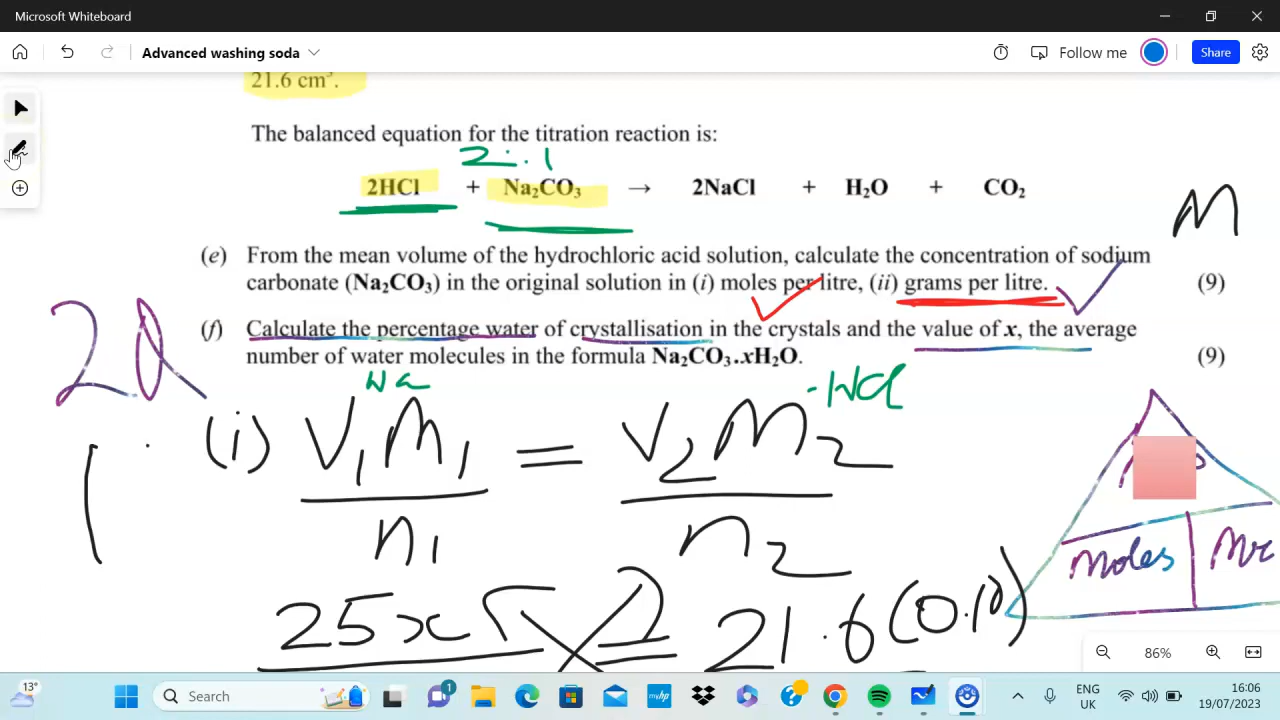 Microsoft Whiteboard
Advanced washing soda
Follow me
Share
21.6 cm³.
The balanced equation for the titration reaction is:
2:1
2HCl + Na₂CO₃ → 2NaCl + H₂O + CO₂
M
(e) From the mean volume of the hydrochloric acid solution, calculate the concentration of sodium
carbonate (Na₂CO₃) in the original solution in (i) moles per litre, (ii) grams per litre. (9)
(f) Calculate the percentage water of crystallisation in the crystals and the value of x, the average
number of water molecules in the formula Na₂CO₃.xH₂O. (9)
Na
HCl
(i) V₁M₁ = V₂M₂
n₁ n₂
moles
Mr
25x
21.6(0.10)
86%
13°
Search
1
myhp
ENG
UK
16:06
19/07/2023